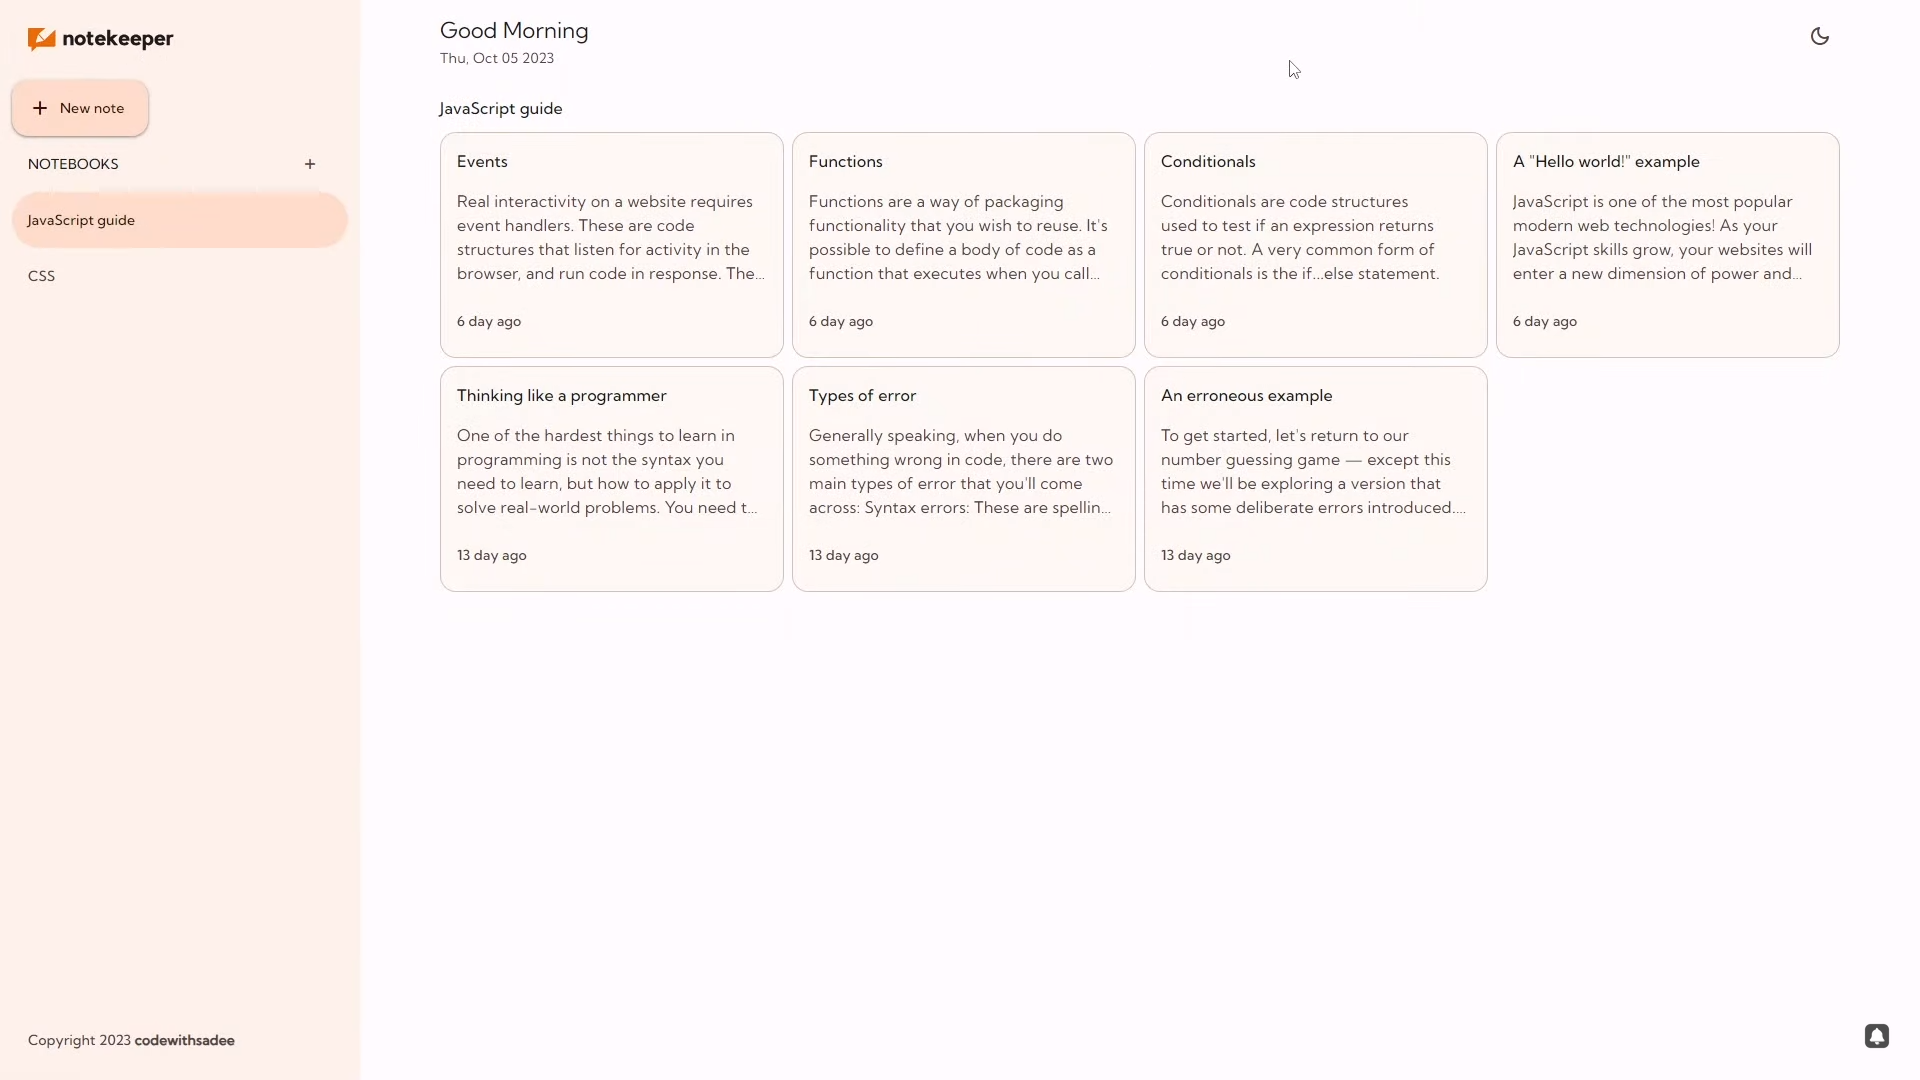 notekeeper
New note
NOTEBOOKS
JavaScript guide
CSS
Copyright 2023 codewithsadee
Good Morning
Thu, Oct 05 2023
JavaScript guide
Events
Real interactivity on a website requires
event handlers. These are code
structures that listen for activity in the
browser, and run code in response. The...
6 day ago
Functions
Functions are a way of packaging
functionality that you wish to reuse. It's
possible to define a body of code as a
function that executes when you call...
6 day ago
Conditionals
Conditionals are code structures
used to test if an expression returns
true or not. A very common form of
conditionals is the if...else statement.
6 day ago
A "Hello world!" example
JavaScript is one of the most popular
modern web technologies! As your
JavaScript skills grow, your websites will
enter a new dimension of power and...
6 day ago
Thinking like a programmer
One of the hardest things to learn in
programming is not the syntax you
need to learn, but how to apply it to
solve real-world problems. You need t...
13 day ago
Types of error
Generally speaking, when you do
something wrong in code, there are two
main types of error that you'll come
across: Syntax errors: These are spellin...
13 day ago
An erroneous example
To get started, let's return to our
number guessing game — except this
time we'll be exploring a version that
has some deliberate errors introduced....
13 day ago